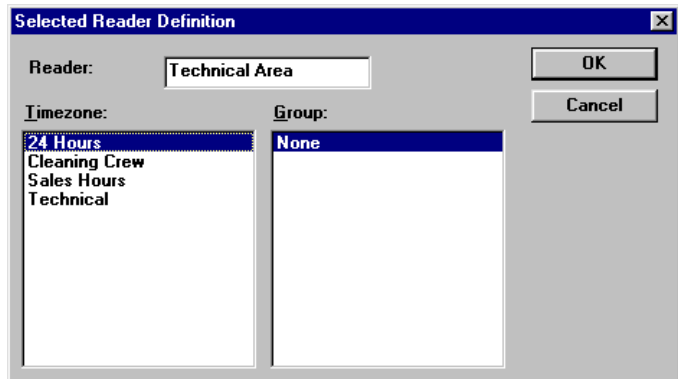 Selected Reader Definition
Reader: Technical Area
OK
Cancel
Timezone: Group:
24 Hours None
Cleaning Crew
Sales Hours
Technical